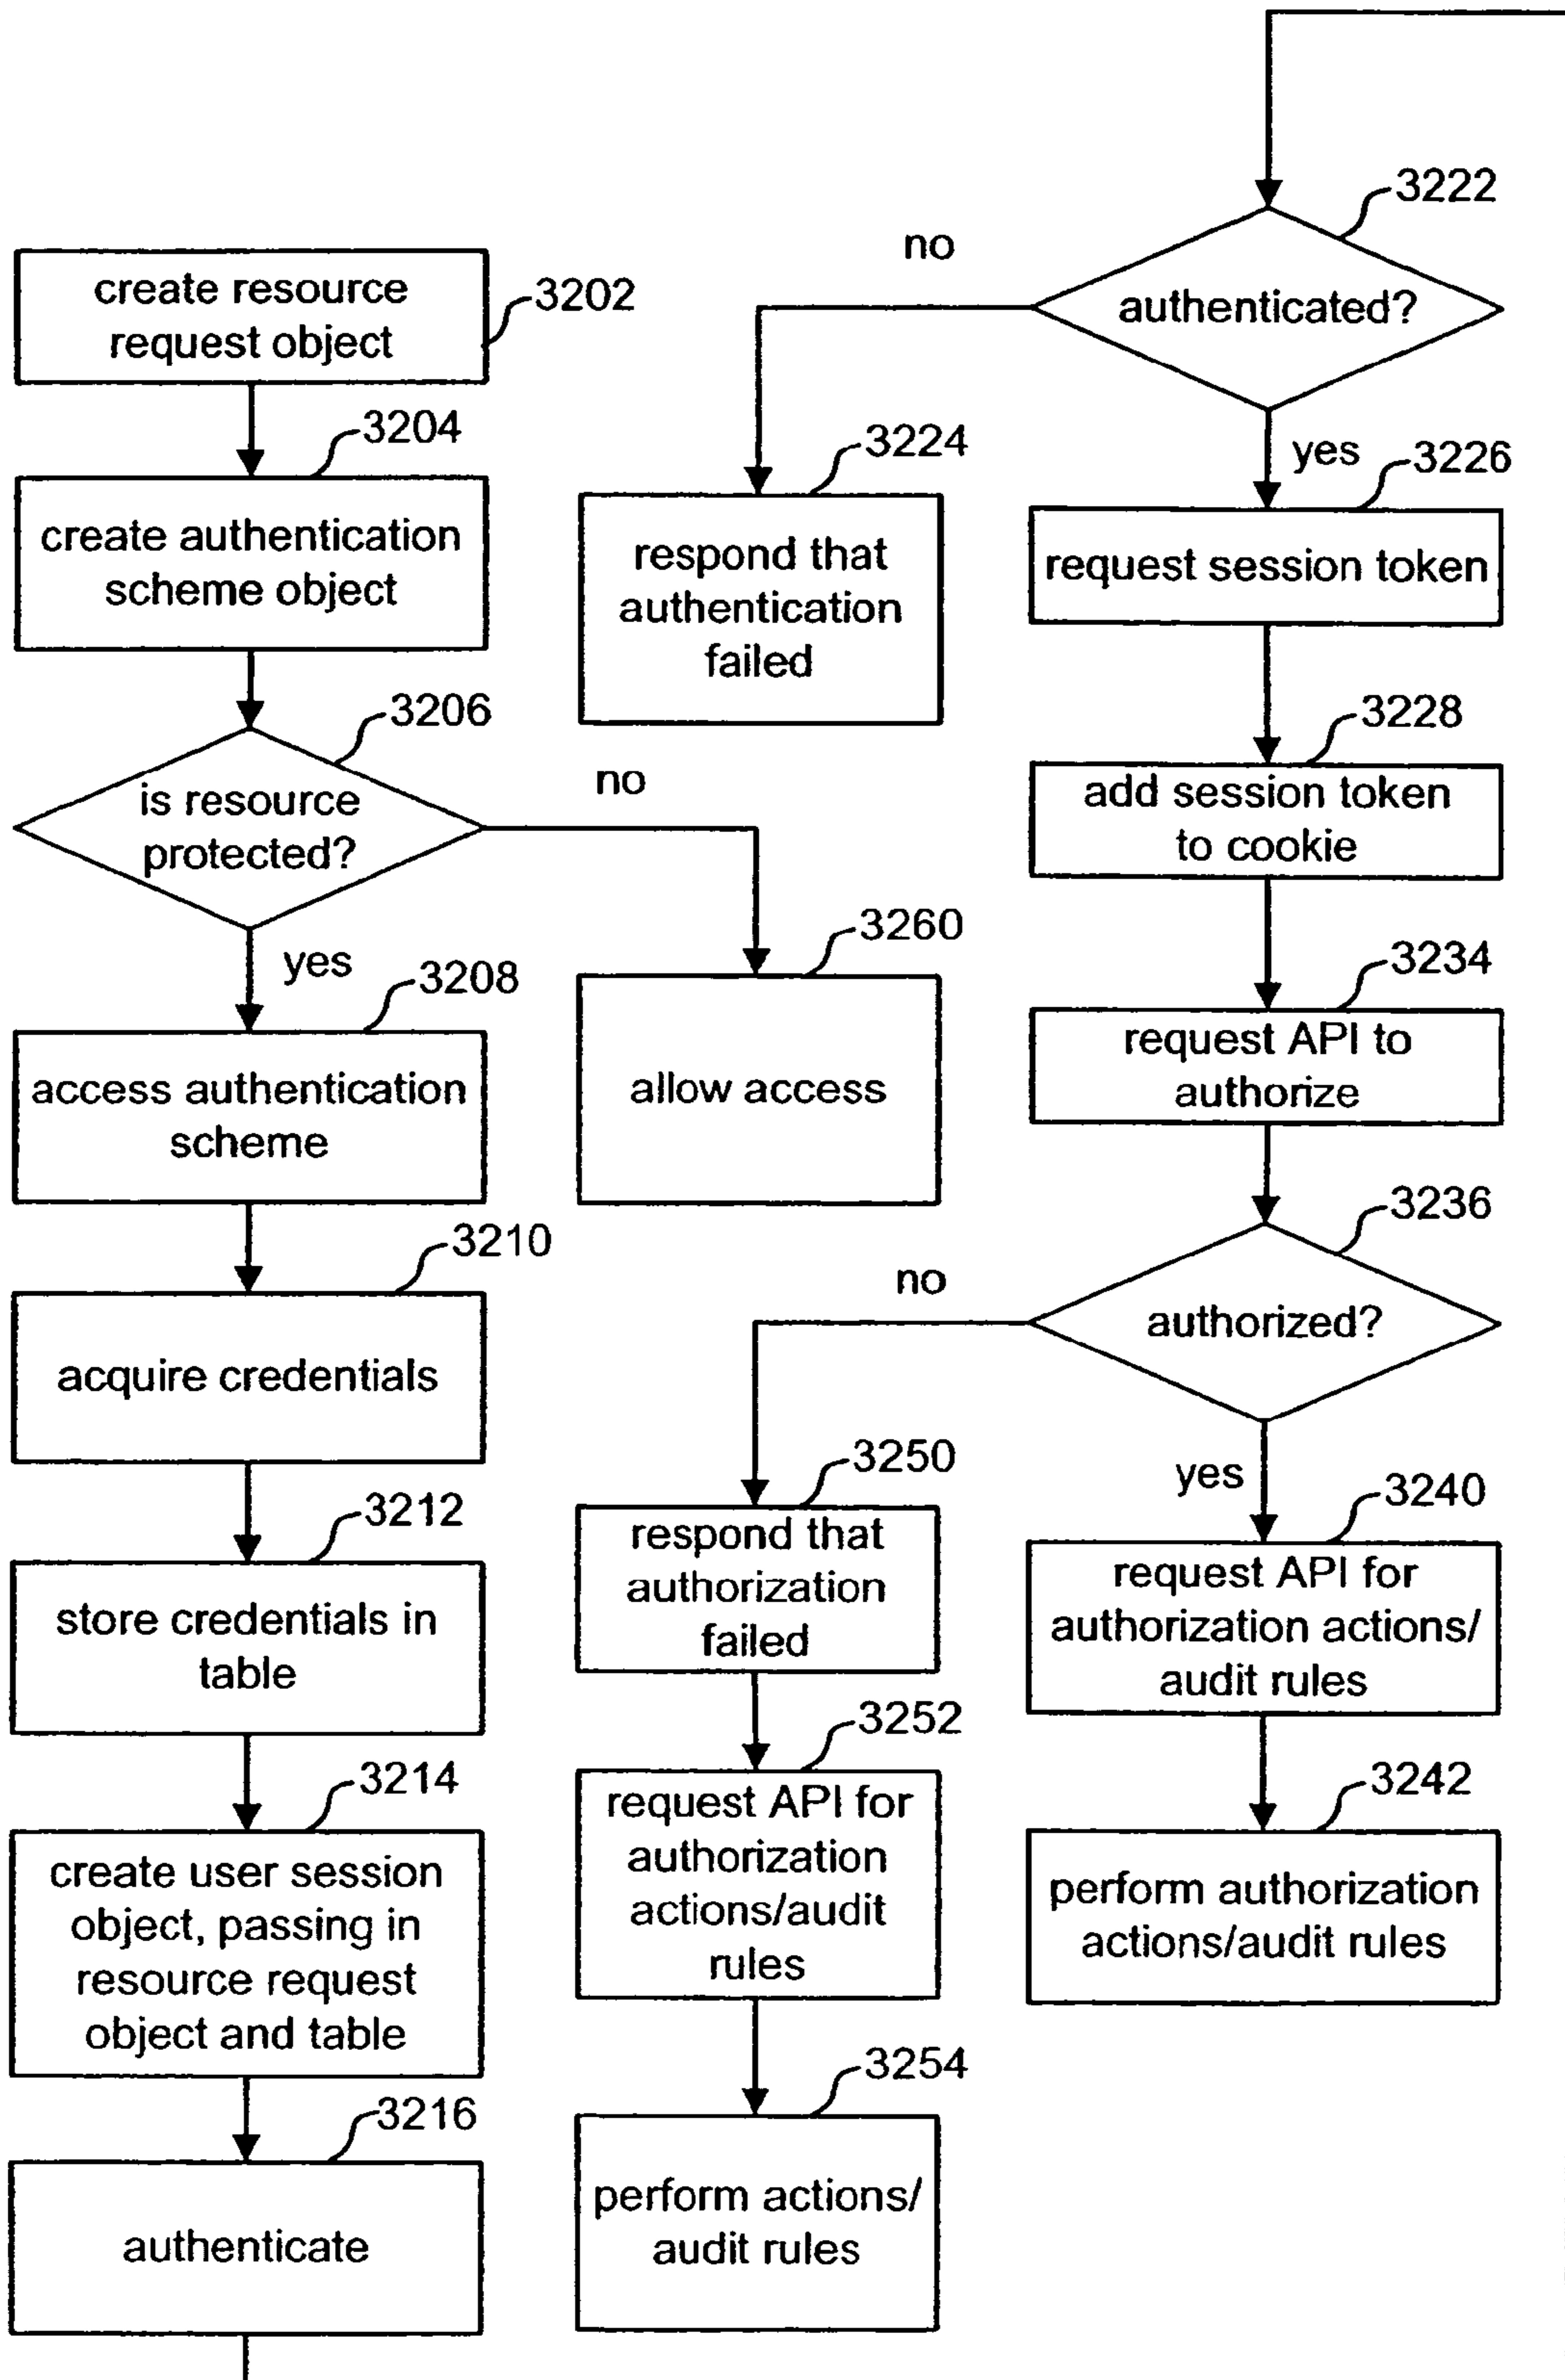 create resource
request object
3202
3204
create authentication
scheme object
3206
is resource
protected?
no
yes
3208
access authentication
scheme
3260
allow access
3210
acquire credentials
3212
store credentials in
table
3214
create user session
object, passing in
resource request
object and table
3216
authenticate
3222
authenticated?
no
3224
respond that
authentication
failed
yes
3226
request session token
3228
add session token
to cookie
3234
request API to
authorize
3236
authorized?
no
3250
respond that
authorization
failed
3252
request API for
authorization
actions/audit
rules
3254
perform actions/
audit rules
yes
3240
request API for
authorization actions/
audit rules
3242
perform authorization
actions/audit rules